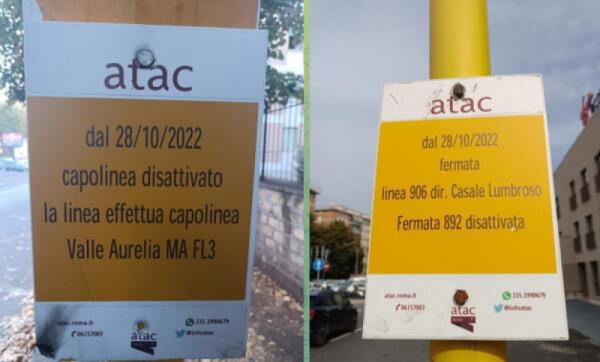 atac
dal 28/10/2022
capolinea disattivato
la linea effettua capolinea
Valle Aurelia MA FL3
atac.roma.it
06/57003
atac
335.1990679
@infoatac
atac
dal 28/10/2022
fermata
linea 906 dir. Casale Lumbroso
Fermata 892 disattivata
atac.roma.it
06/57003
atac
335.1990679
@infoatac